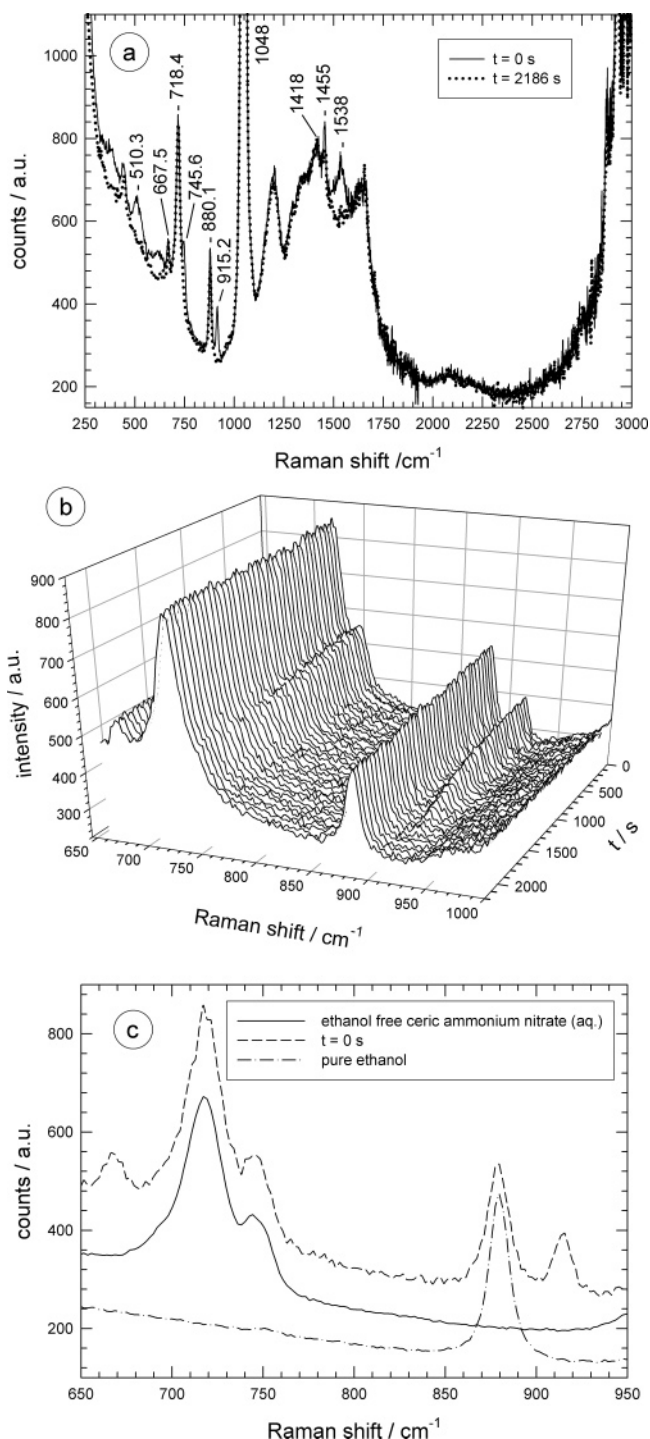 a
t = 0 s
t = 2186 s
1000
800
600
400
200
counts / a.u.
510.3
667.5
718.4
745.6
880.1
915.2
1048
1418
1455
1538
250 500 750 1000 1250 1500 1750 2000 2250 2500 2750 3000
Raman shift /cm-1
b
900
800
700
600
500
400
300
intensity / a.u.
650 700 750 800 850 900 950 1000
Raman shift / cm-1
0
500
1000
1500
2000
t / s
c
ethanol free ceric ammonium nitrate (aq.)
t = 0 s
pure ethanol
800
600
400
200
counts / a.u.
650 700 750 800 850 900 950
Raman shift / cm-1